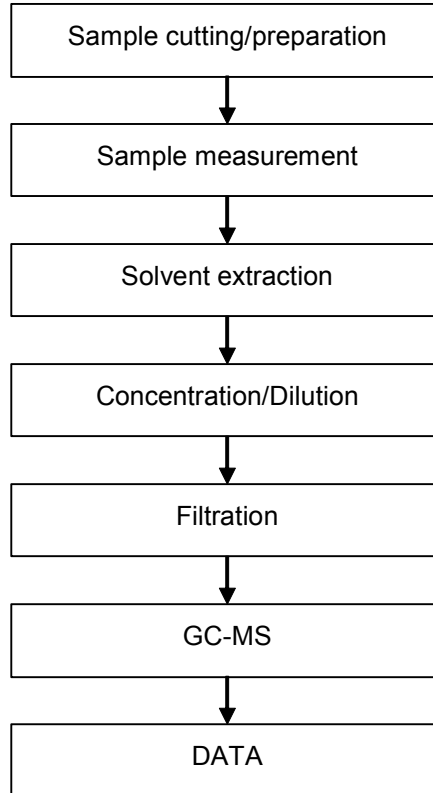 Sample cutting/preparation
Sample measurement
Solvent extraction
Concentration/Dilution
Filtration
GC-MS
DATA